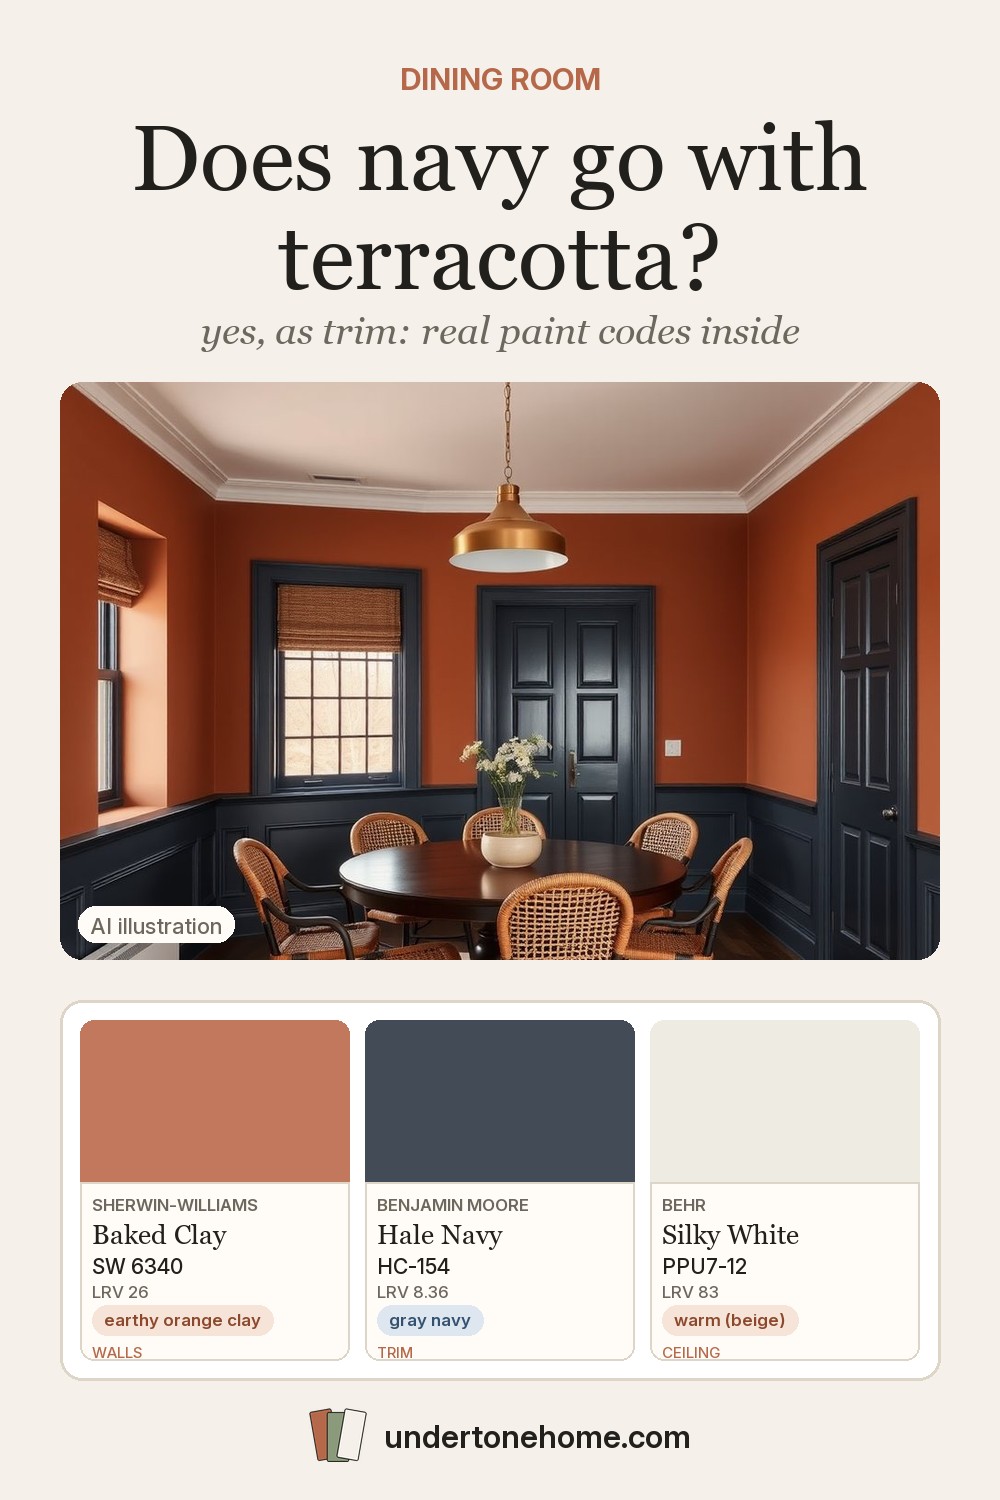 DINING ROOM
Does navy go with
terracotta?
yes, as trim: real paint codes inside
AI illustration
SHERWIN-WILLIAMS
Baked Clay
SW 6340
LRV 26
earthy orange clay
WALLS
BENJAMIN MOORE
Hale Navy
HC-154
LRV 8.36
gray navy
TRIM
BEHR
Silky White
PPU7-12
LRV 83
warm (beige)
CEILING
undertonehome.com